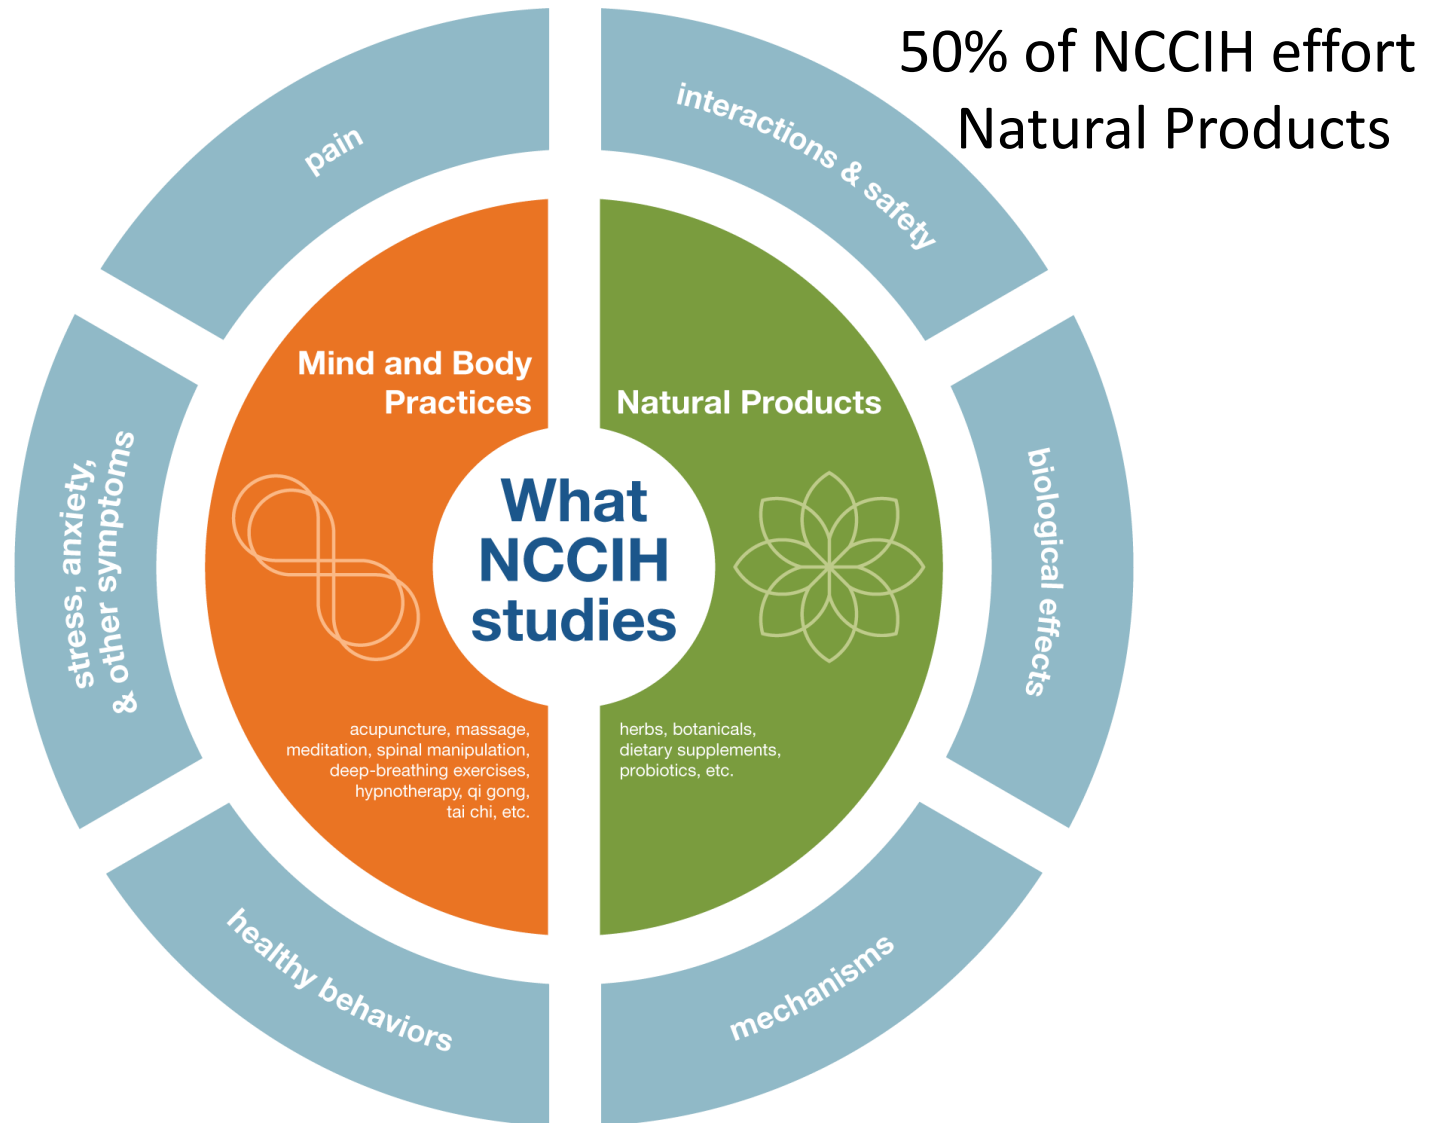 50% of NCCIH effort
Natural Products
pain
interactions & safety
Mind and Body
Practices
Natural Products
What
NCCIH
studies
stress, anxiety,
& other symptoms
biological effects
acupuncture, massage,
meditation, spinal manipulation,
deep-breathing exercises,
hypnotherapy, qi gong,
tai chi, etc.
herbs, botanicals,
dietary supplements,
probiotics, etc.
healthy behaviors
mechanisms